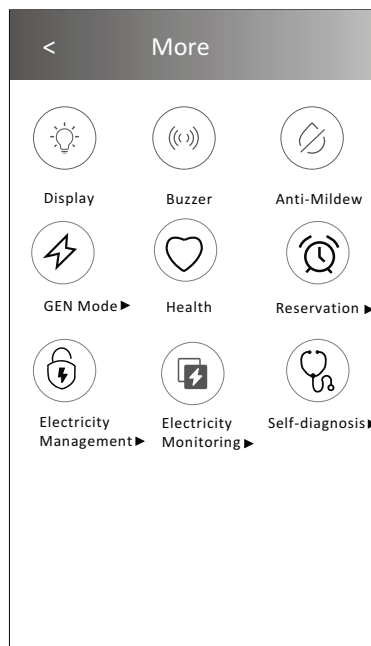 < More
Display Buzzer Anti-Mildew
GEN Mode▶ Health Reservation ▶
Electricity Electricity Self-diagnosis▶
Management▶ Monitoring▶